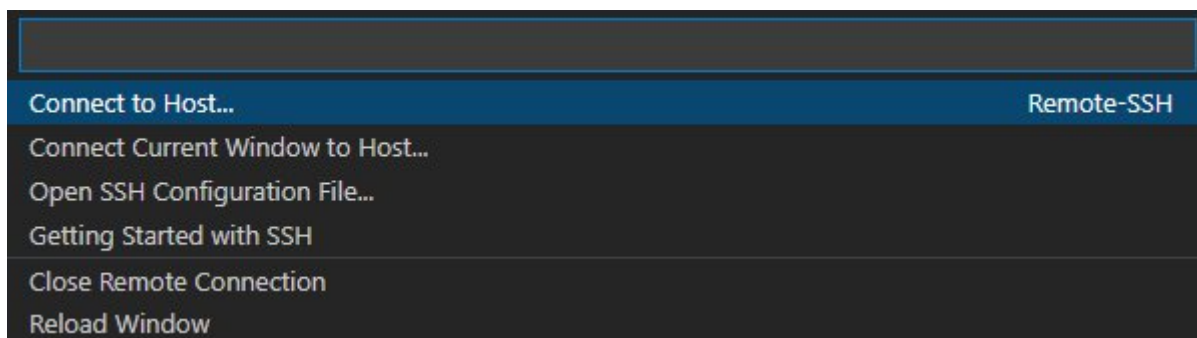 Connect to Host... Remote-SSH
Connect Current Window to Host...
Open SSH Configuration File...
Getting Started with SSH
Close Remote Connection
Reload Window